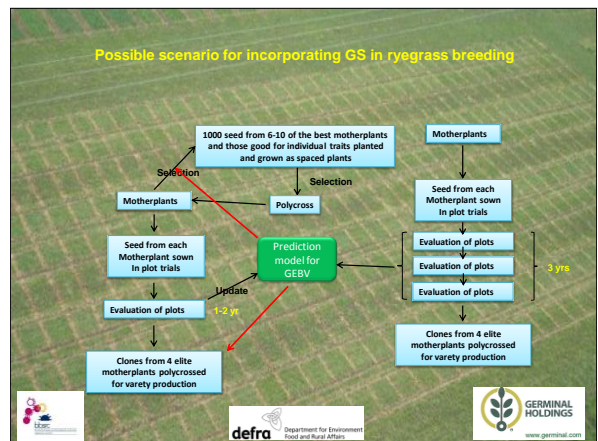 Possible scenario for incorporating GS in ryegrass breeding
1000 seed from 6-10 of the best motherplants
and those good for individual traits planted
and grown as spaced plants
Selection
Selection
Motherplants
Polycross
Seed from each
Motherplant sown
In plot trials
Prediction
model for
GEBV
Update
Evaluation of plots
1-2 yr
Clones from 4 elite
motherplants polycrossed
for varety production
Motherplants
Seed from each
Motherplant sown
In plot trials
Evaluation of plots
Evaluation of plots
Evaluation of plots
3 yrs
Clones from 4 elite
motherplants polycrossed
for varety production
bbsrc
defra
Department for Environment
Food and Rural Affairs
GERMINAL
HOLDINGS
www.germinal.com